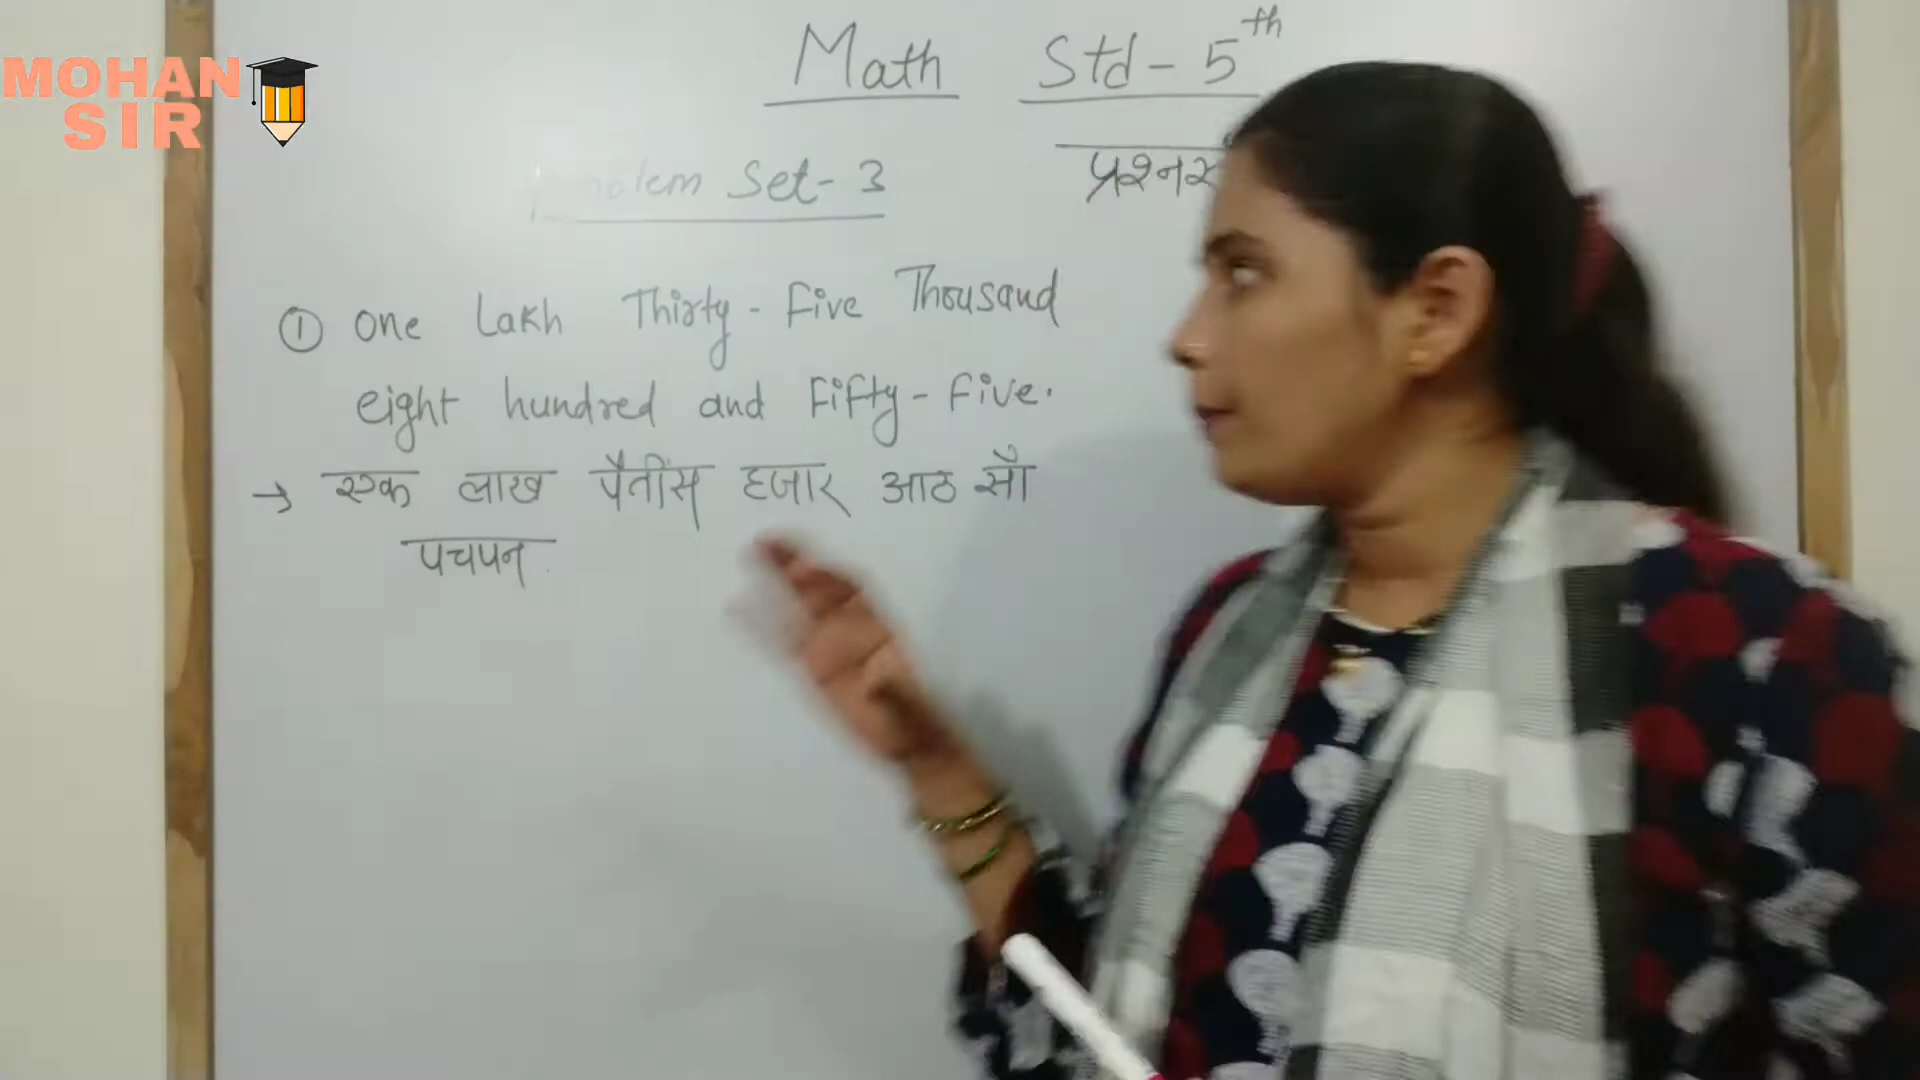 MOHAN
SIR
Math Std - 5th
Set - 3
① One Lakh Thirty - Five Thousand
eight hundred and Fifty - Five.
→ एक लाख पैतींस हजार आठ सौ
पचपन